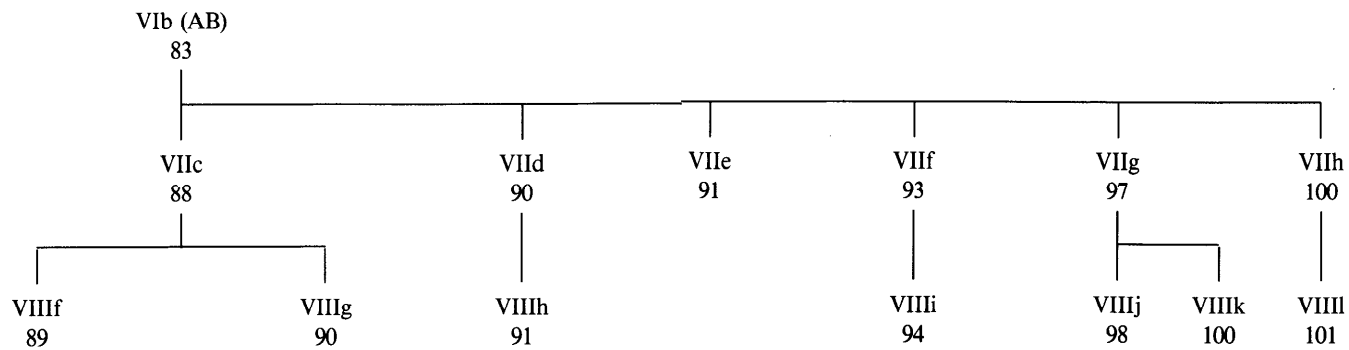 VIb (AB)
83
VIIc VIId VIIe VIIf VIIg VIIh
88 90 91 93 97 100
VIIIf VIIIg VIIIh VIIIi VIIIj VIIIk VIIIl
89 90 91 94 98 100 101